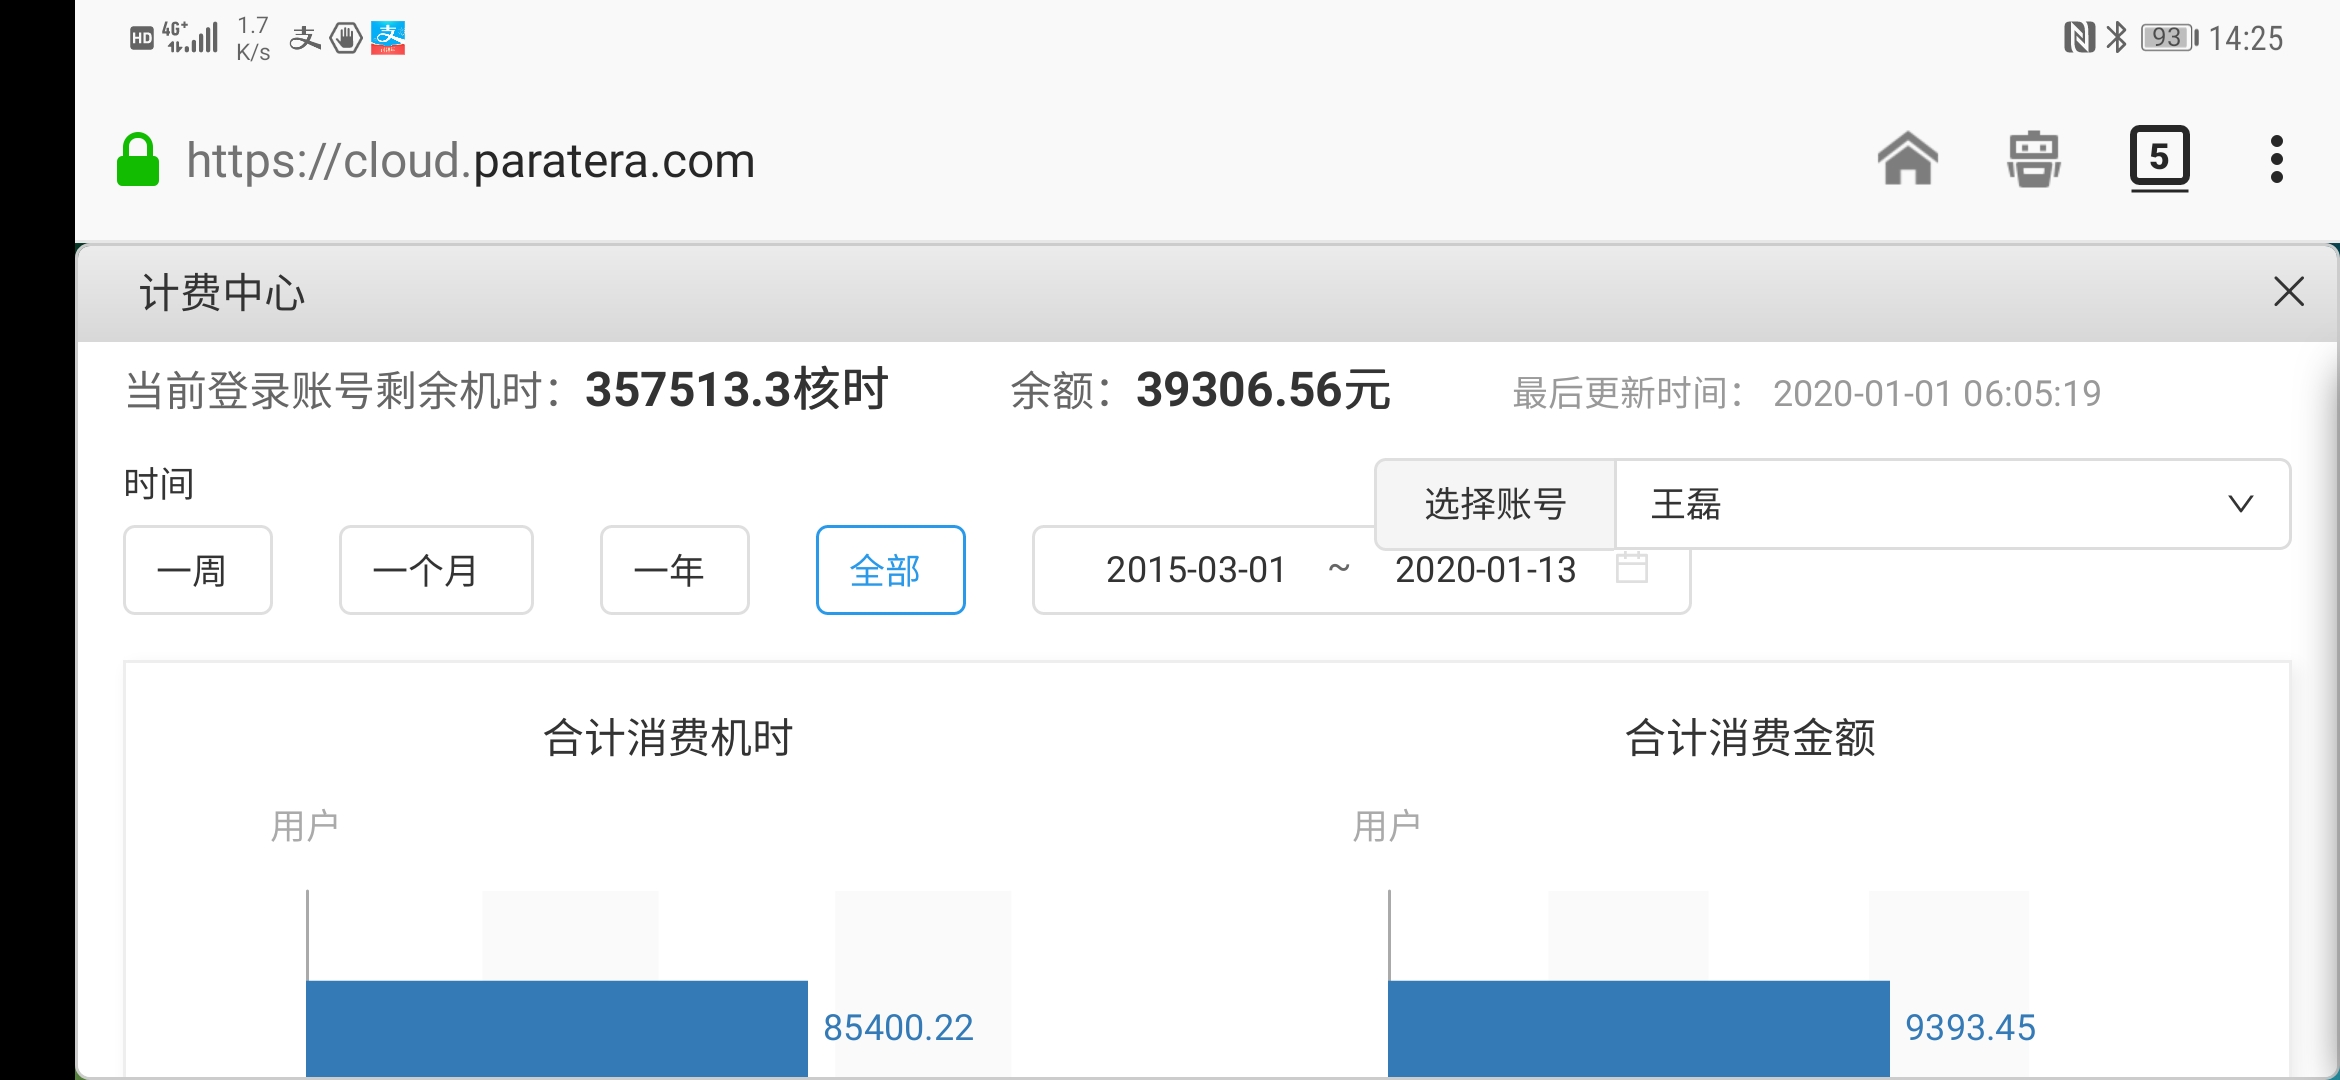 HD 4G+ 1.7 K/s 支 支 93 14:25
https://cloud.paratera.com 5
计费中心
当前登录账号剩余机时：357513.3核时 余额：39306.56元 最后更新时间： 2020-01-01 06:05:19
时间
选择账号 王磊
一周 一个月 一年 全部 2015-03-01 ~ 2020-01-13
合计消费机时 合计消费金额
用户 用户
85400.22 9393.45